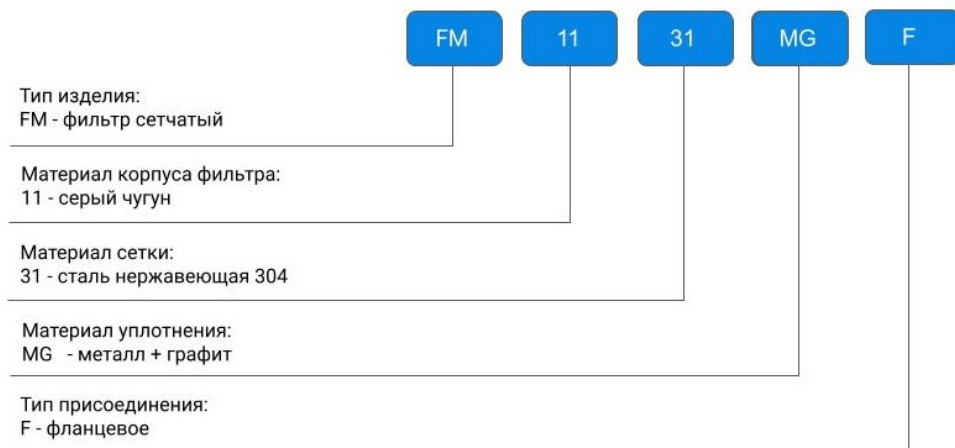 FM 11 31 MG F
Тип изделия:
FM - фильтр сетчатый
Материал корпуса фильтра:
11 - серый чугун
Материал сетки:
31 - сталь нержавеющая 304
Материал уплотнения:
MG - металл + графит
Тип присоединения:
F - фланцевое